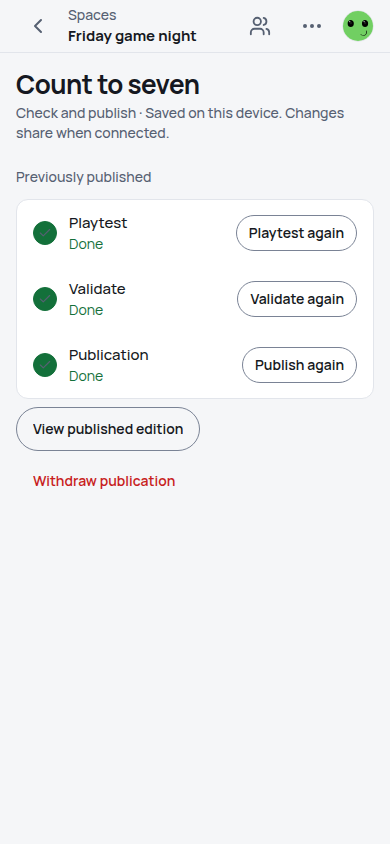 Spaces
Friday game night
Count to seven
Check and publish · Saved on this device. Changes
share when connected.
Previously published
Playtest
Done
Playtest again
Validate
Done
Validate again
Publication
Done
Publish again
View published edition
Withdraw publication